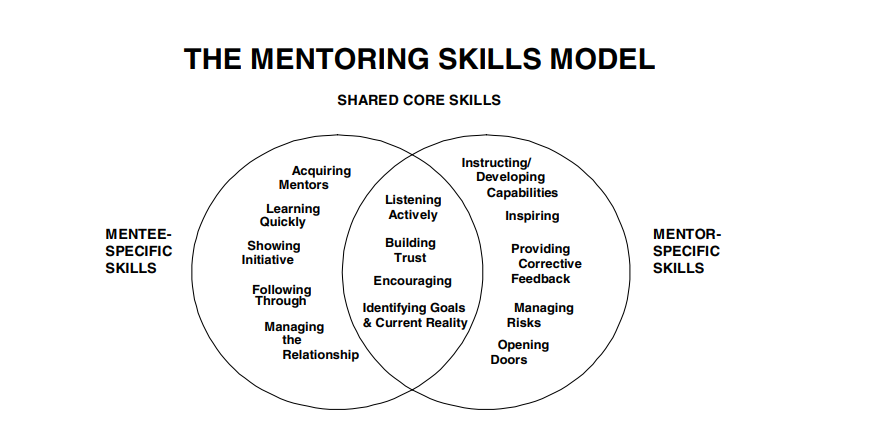 THE MENTORING SKILLS MODEL
SHARED CORE SKILLS
MENTEE-
SPECIFIC
SKILLS
Acquiring
Mentors
Learning
Quickly
Showing
Initiative
Following
Through
Managing
the
Relationship
Listening
Actively
Building
Trust
Encouraging
Identifying Goals
& Current Reality
Instructing/
Developing
Capabilities
Inspiring
Providing
Corrective
Feedback
Managing
Risks
Opening
Doors
MENTOR-
SPECIFIC
SKILLS